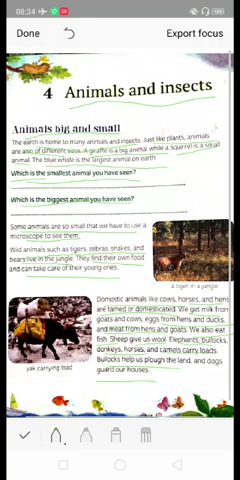 08:34
82
Done
Export focus
4 Animals and insects
Animals big and small
The earth is home to many animals and insects. Just like plants, animals
are also of different sizes. A giraffe is a big animal while a squirrel is a small
animal. The blue whale is the largest animal on earth.
Which is the smallest animal you have seen?
Which is the biggest animal you have seen?
Some animals are so small that we have to use a
microscope to see them.
Wild animals such as tigers, zebras, snakes, and
bears live in the jungle. They find their own food
and can take care of their young ones.
a tiger in a jungle
Domestic animals like cows, horses, and hens
are tamed or domesticated. We get milk from
goats and cows, eggs from hens and ducks,
and meat from hens and goats. We also eat
fish. Sheep give us wool. Elephants, bullocks,
donkeys, horses, and camels carry loads.
Bullocks help us plough the land, and dogs
guard our houses.
yak carrying load